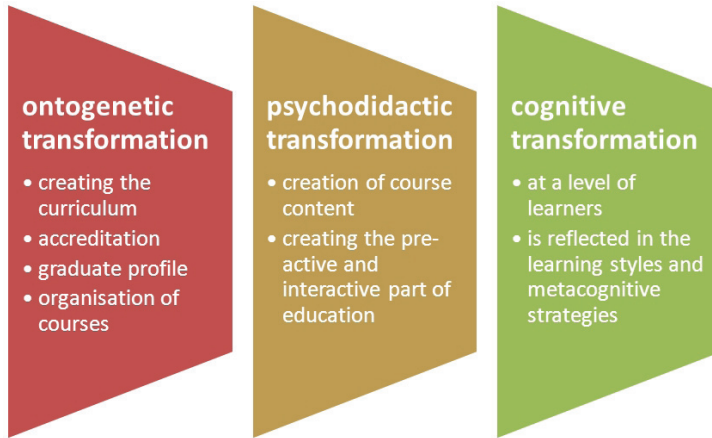 ontogenetic
transformation
• creating the
curriculum
• accreditation
• graduate profile
• organisation of
courses
psychodidactic
transformation
• creation of course
content
• creating the pre-
active and
interactive part of
education
cognitive
transformation
• at a level of
learners
• is reflected in the
learning styles and
metacognitive
strategies